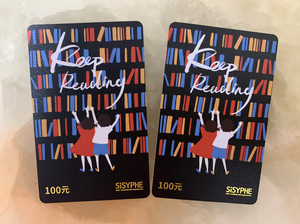 Keep
Reading
100元
SISYPHE
Keep
Reading
100元
SISYPHE